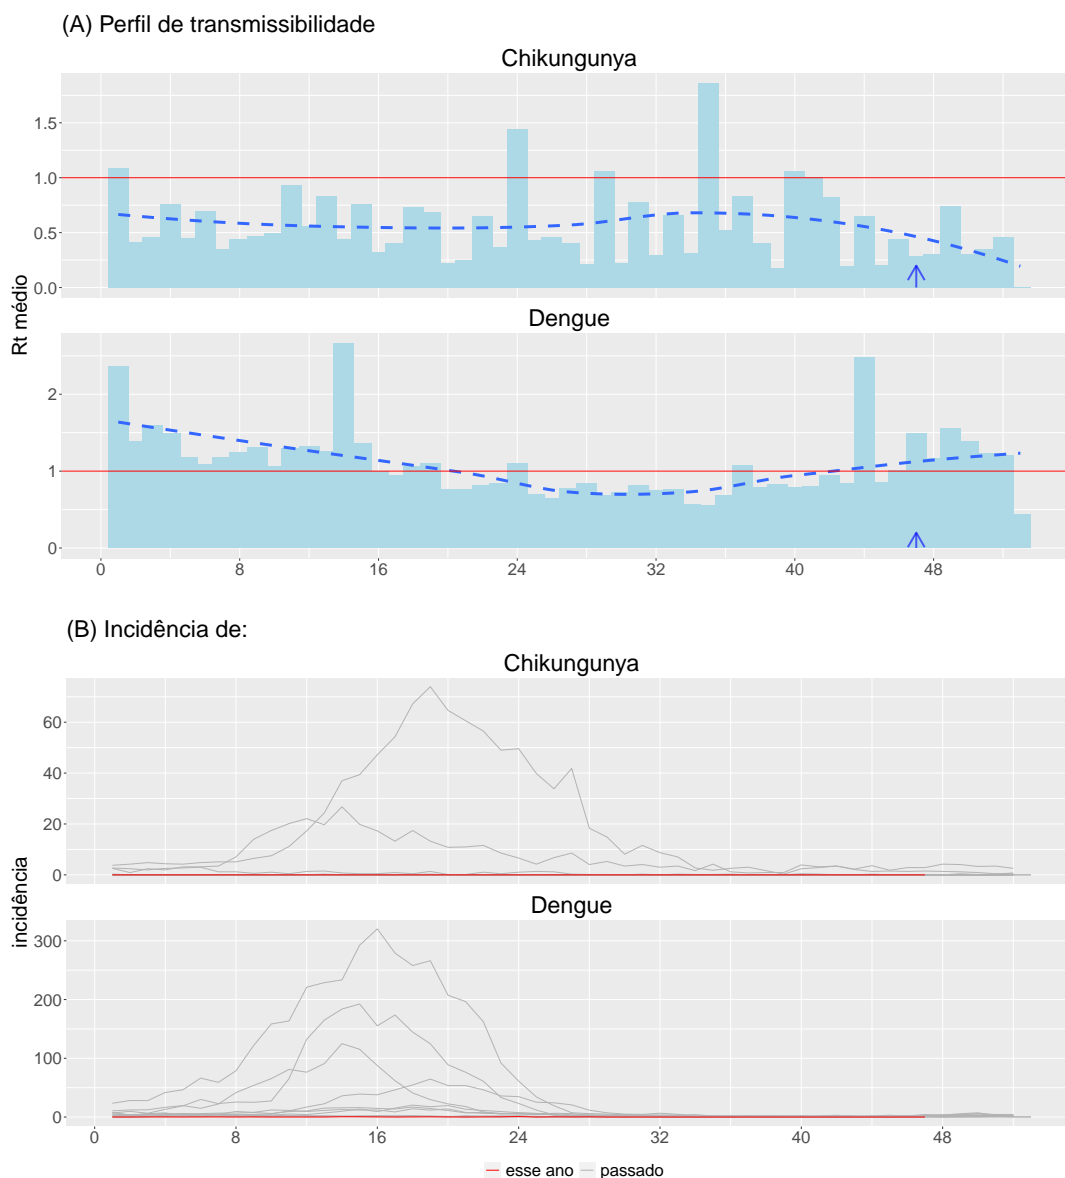 (A) Perfil de transmissibilidade
Chikungunya
1.5
1.0
0.5
0.0
Rt médio
Dengue
2
1
0
0 8 16 24 32 40 48
(B) Incidência de:
Chikungunya
60
40
20
0
incidência
Dengue
300
200
100
0
0 8 16 24 32 40 48
esse ano passado